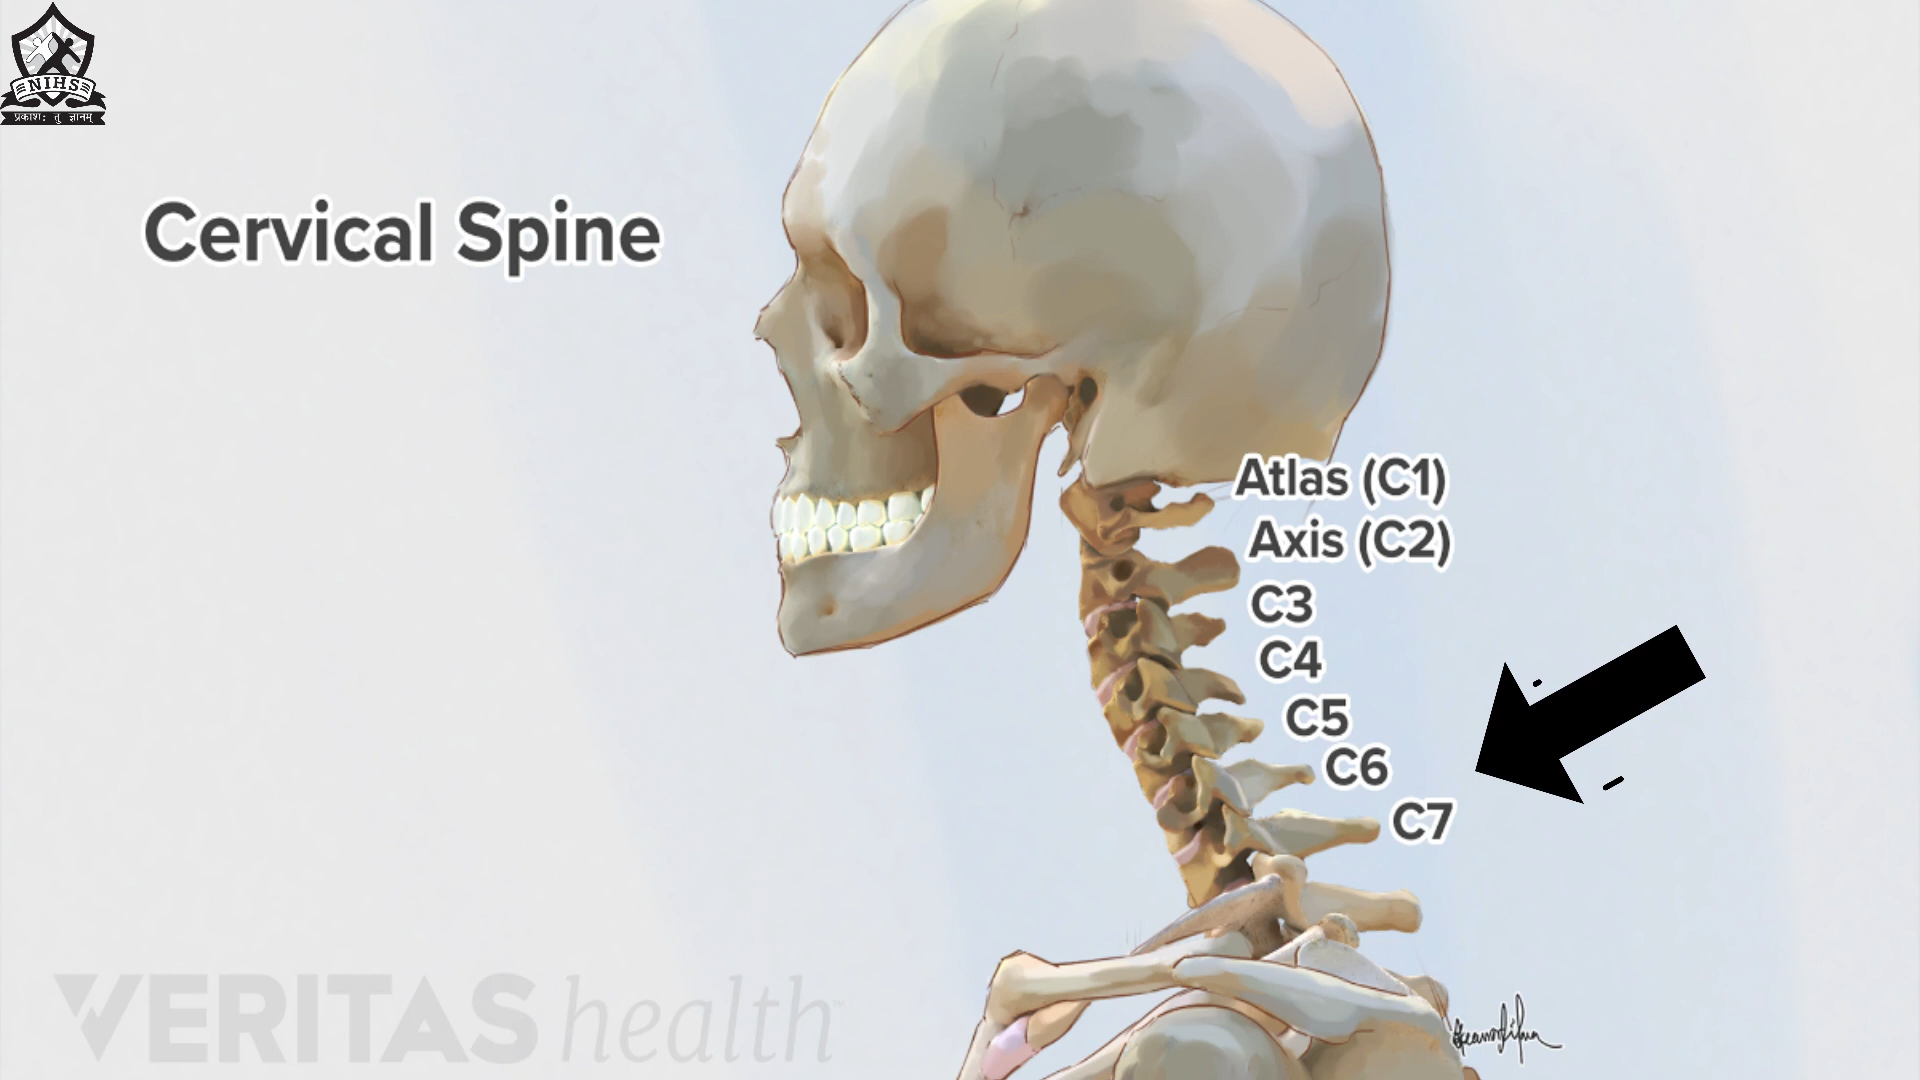 NIHS
प्रकाश: तु ज्ञानम्
Cervical Spine
Atlas (C1)
Axis (C2)
C3
C4
C5
C6
C7
VERITAS health